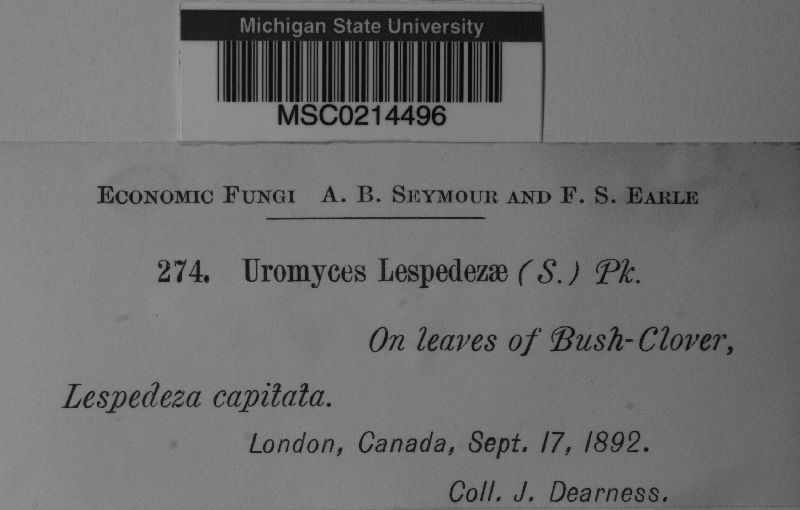 Michigan State University
MSC0214496
Economic Fungi A. B. Seymour and F. S. Earle
274. Uromyces Lespedezæ (S.) Pk.
On leaves of Bush-Clover,
Lespedeza capitata.
London, Canada, Sept. 17, 1892.
Coll. J. Dearness.